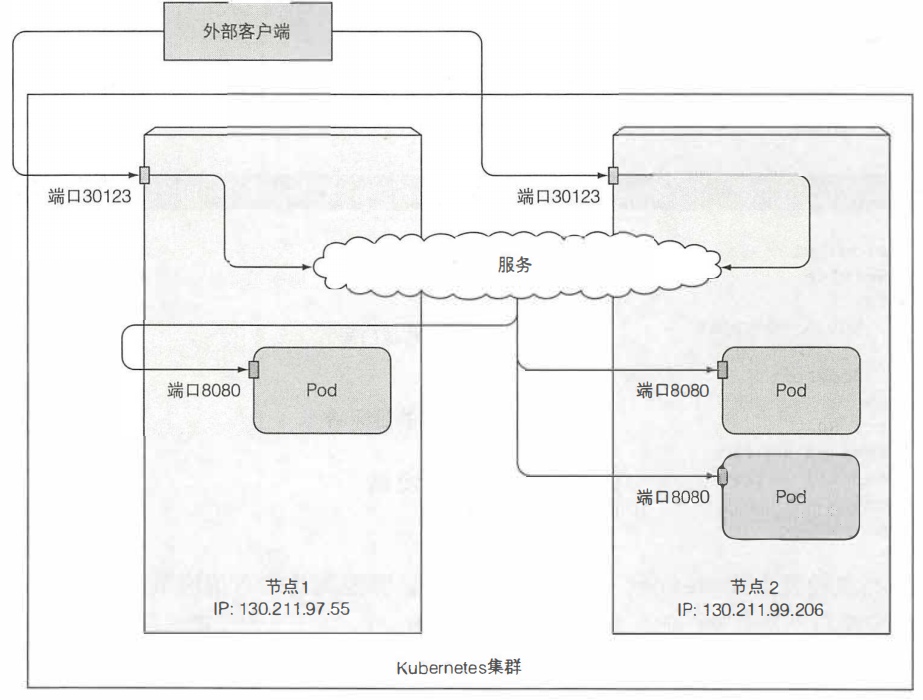 外部客户端
端口30123
端口30123
服务
端口8080
Pod
端口8080
Pod
端口8080
Pod
节点1
IP: 130.211.97.55
节点2
IP: 130.211.99.206
Kubernetes集群